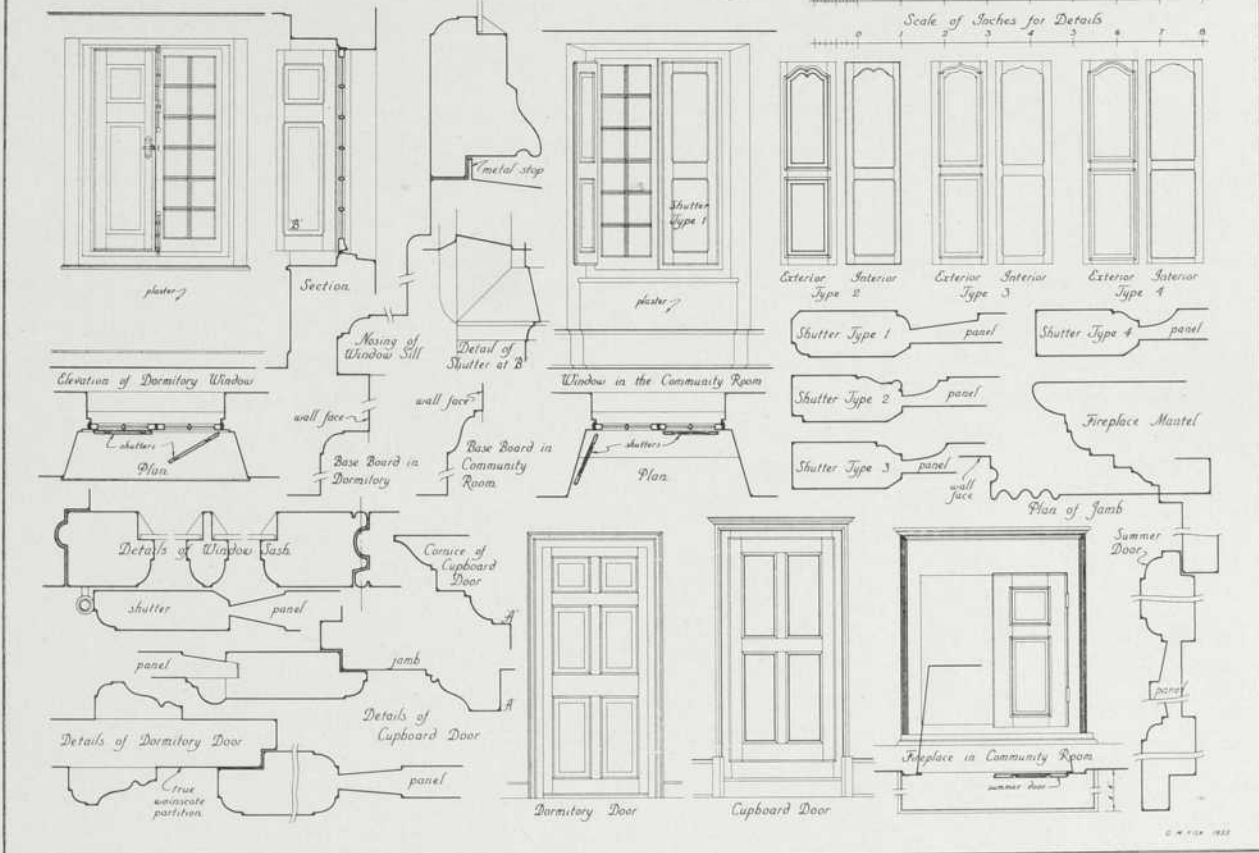 Scale of Inches for Details
0 1 2 3 4 5 6 7 8
metal stop
'B'
Shutter
Type 1
plaster
Section
plaster
Exterior Interior
Type 2
Exterior Interior
Type 3
Exterior Interior
Type 4
Nosing of
Window Sill
Detail of
Shutter at 'B'
Shutter Type 1
panel
Shutter Type 4
panel
Elevation of Dormitory Window
Window in the Community Room
Shutter Type 2
panel
wall face
wall face
Fireplace Mantel
shutters
Plan
Base Board in
Dormitory
Base Board in
Community
Room
shutters
Plan
Shutter Type 3
panel
wall
face
Plan of Jamb
Details of Window Sash
Cornice of
Cupboard
Door
Summer
Door
shutter
panel
'A'
panel
jamb
'A'
panel
Details of
Cupboard Door
Details of Dormitory Door
true
wainscote
partition
panel
Fireplace in Community Room
summer door
Dormitory Door
Cupboard Door